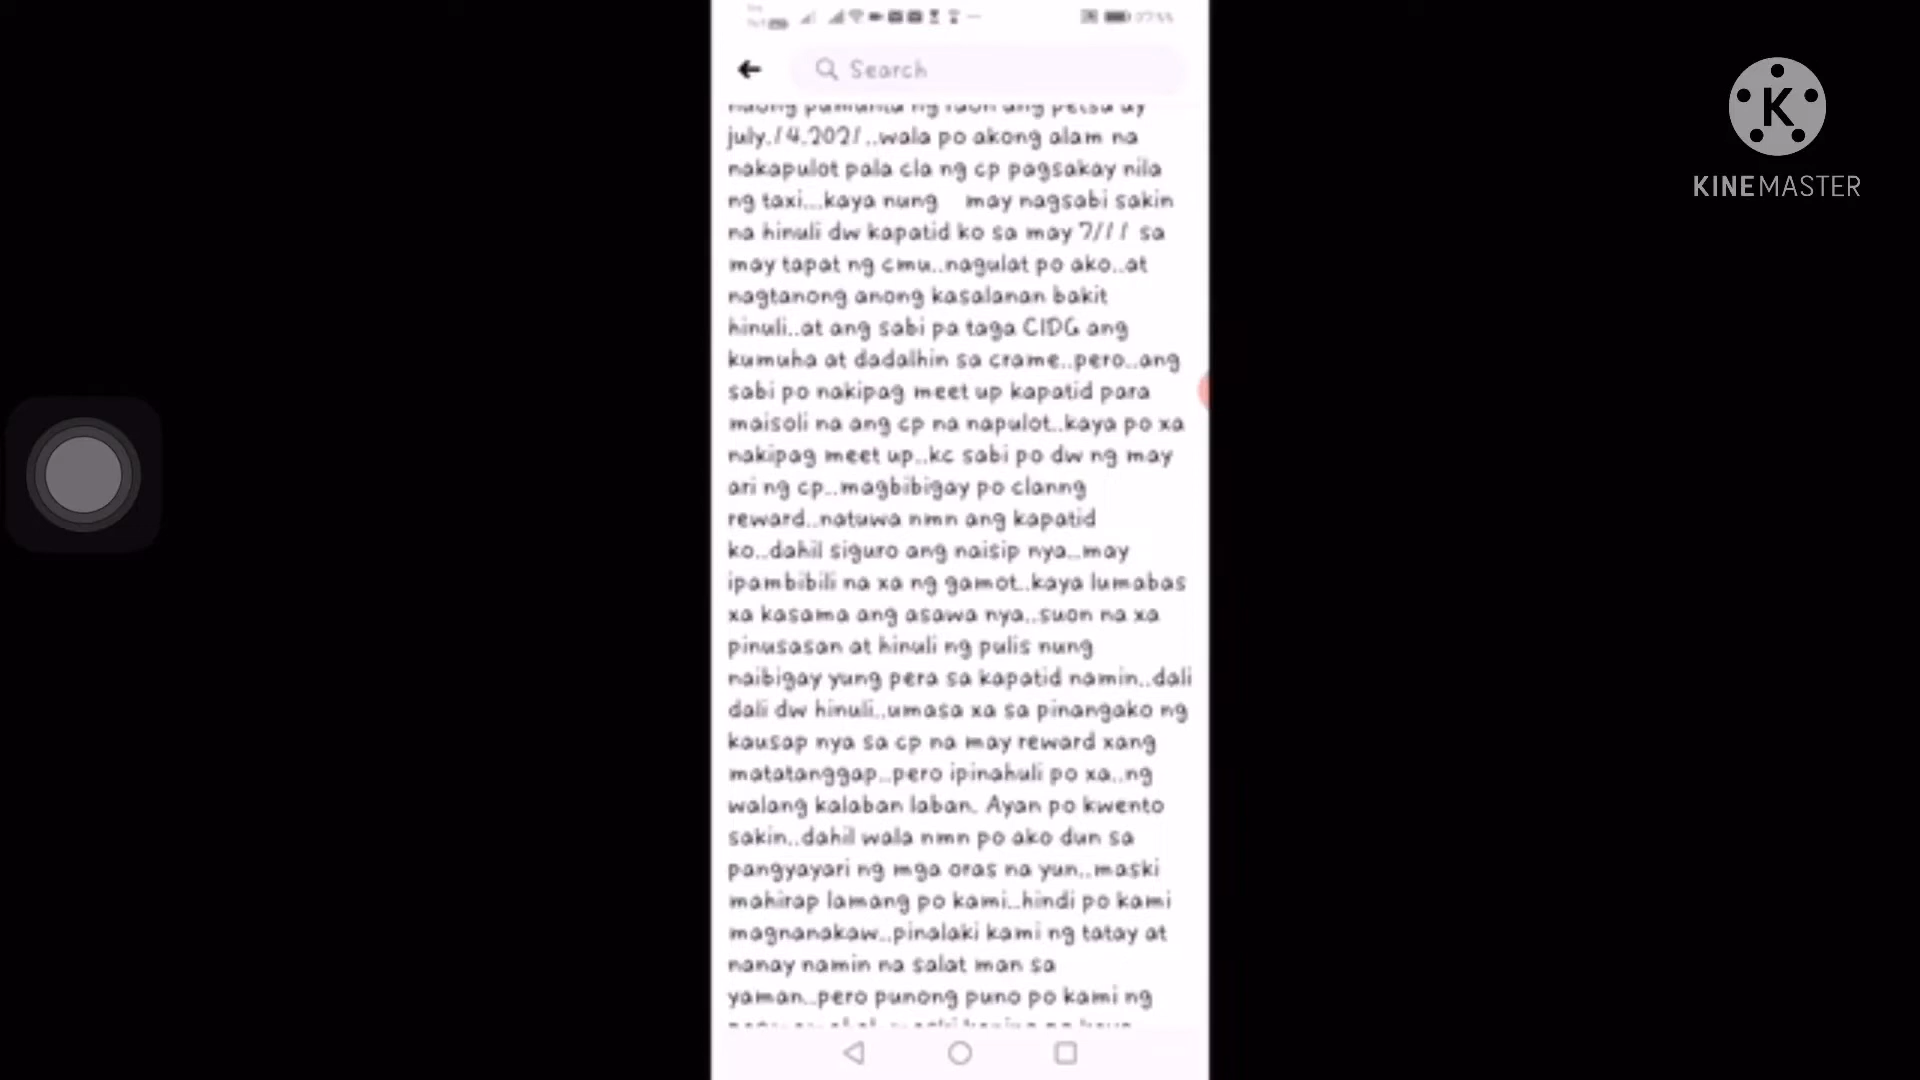 Search
KINEMASTER
july.14.2021..wala po akong alam na
nakapulot pala cla ng cp pagsakay nila
ng taxi...kaya nung may nagsabi sakin
na hinuli dw kapatid ko sa may 7/11 sa
may tapat ng cmu..nagulat po ako..at
nagtanong anong kasalanan bakit
hinuli..at ang sabi pa taga CIDG ang
kumuha at dadalhin sa crame..pero..ang
sabi po nakipag meet up kapatid para
maisoli na ang cp na napulot..kaya po xa
nakipag meet up..kc sabi po dw ng may
ari ng cp..magbibigay po clanng
reward..natuwa nmn ang kapatid
ko..dahil siguro ang naisip nya..may
ipambibili na xa ng gamot..kaya lumabas
xa kasama ang asawa nya..suon na xa
pinusasan at hinuli ng pulis nung
naibigay yung pera sa kapatid namin..dali
dali dw hinuli..umasa xa sa pinangako ng
kausap nya sa cp na may reward xang
matatanggap..pero ipinahuli po xa..ng
walang kalaban laban. Ayan po kwento
sakin..dahil wala nmn po ako dun sa
pangyayari ng mga oras na yun..maski
mahirap lamang po kami..hindi po kami
magnanakaw..pinalaki kami ng tatay at
nanay namin na salat man sa
yaman..pero punong puno po kami ng